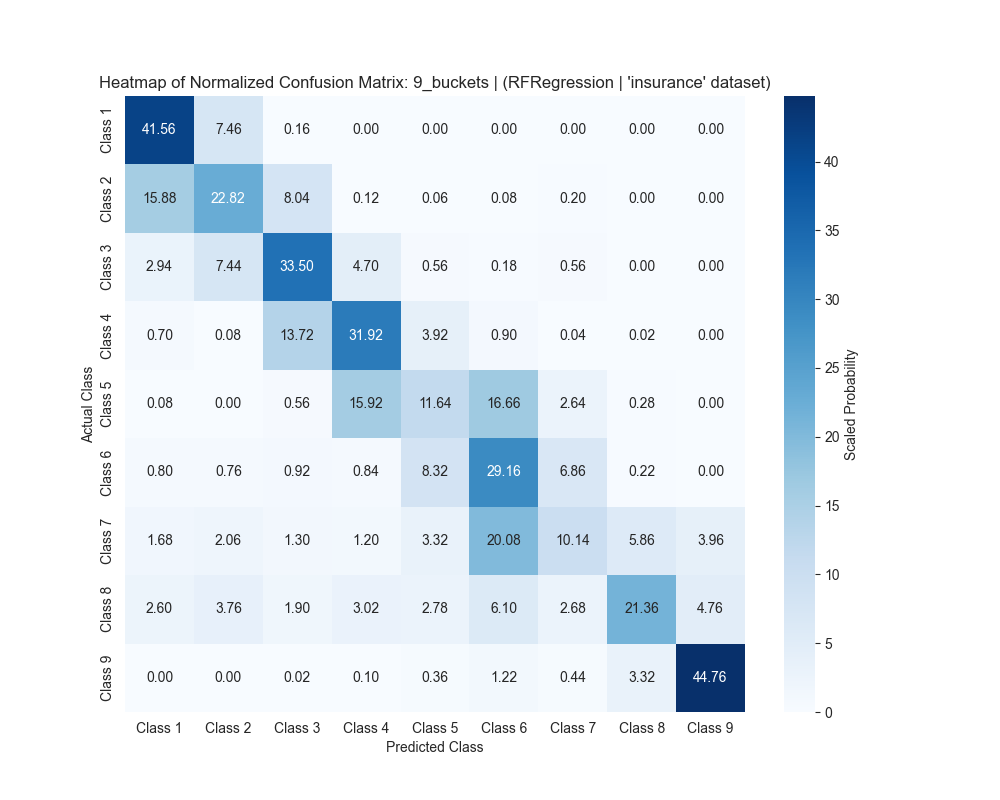 Heatmap of Normalized Confusion Matrix: 9_buckets | (RFRegression | 'insurance' dataset)
Actual Class
Class 1 41.56 7.46 0.16 0.00 0.00 0.00 0.00 0.00 0.00
Class 2 15.88 22.82 8.04 0.12 0.06 0.08 0.20 0.00 0.00
Class 3 2.94 7.44 33.50 4.70 0.56 0.18 0.56 0.00 0.00
Class 4 0.70 0.08 13.72 31.92 3.92 0.90 0.04 0.02 0.00
Class 5 0.08 0.00 0.56 15.92 11.64 16.66 2.64 0.28 0.00
Class 6 0.80 0.76 0.92 0.84 8.32 29.16 6.86 0.22 0.00
Class 7 1.68 2.06 1.30 1.20 3.32 20.08 10.14 5.86 3.96
Class 8 2.60 3.76 1.90 3.02 2.78 6.10 2.68 21.36 4.76
Class 9 0.00 0.00 0.02 0.10 0.36 1.22 0.44 3.32 44.76
Class 1 Class 2 Class 3 Class 4 Class 5 Class 6 Class 7 Class 8 Class 9
Predicted Class
40
35
30
25
20
15
10
5
0
Scaled Probability